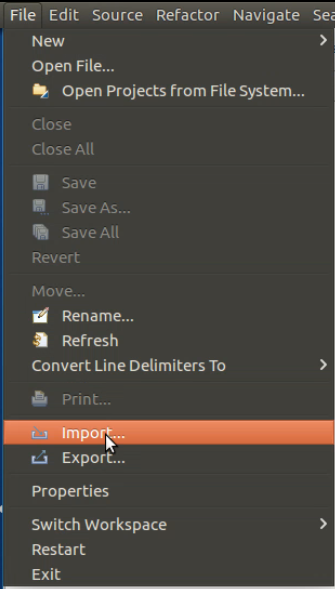 File Edit Source Refactor Navigate Sea
New
Open File...
Open Projects from File System...
Close
Close All
Save
Save As...
Save All
Revert
Move...
Rename...
Refresh
Convert Line Delimiters To
Print...
Import...
Export...
Properties
Switch Workspace
Restart
Exit